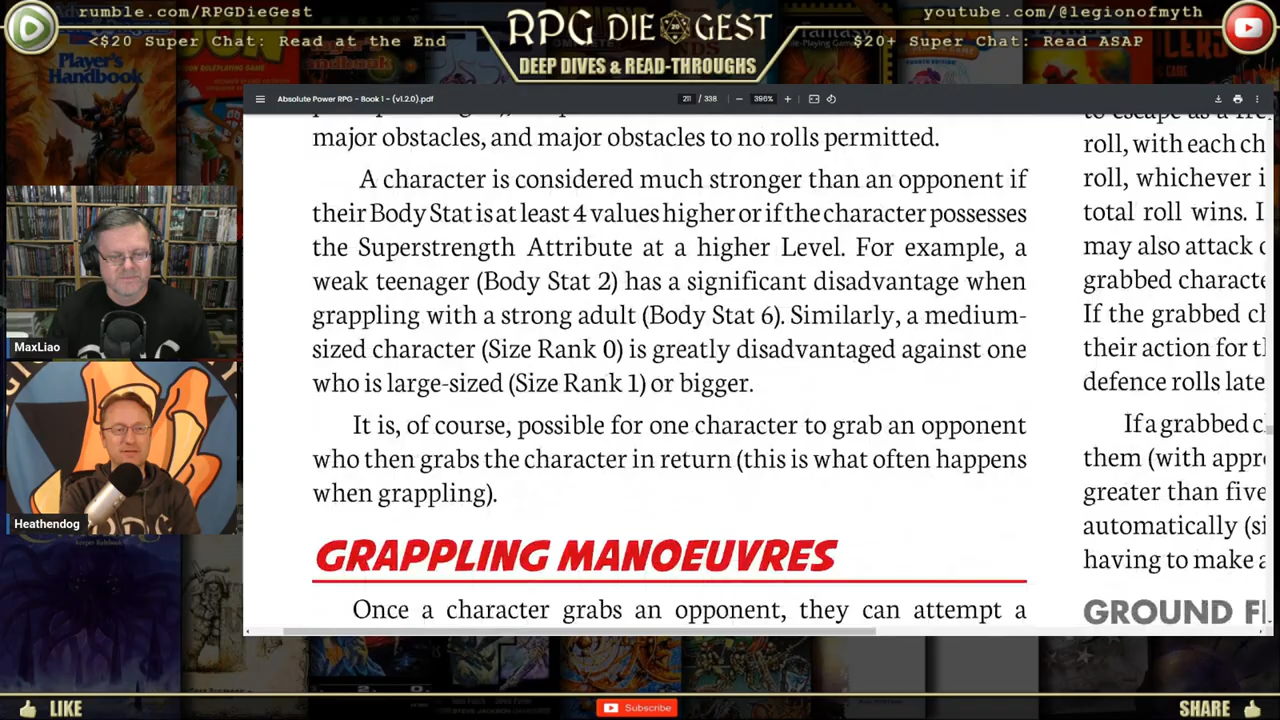 rumble.com/RPGDieGest
<$20 Super Chat: Read at the End
RPG DIE GEST
DEEP DIVES & READ-THROUGHS
youtube.com/@legionofmyth
$20+ Super Chat: Read ASAP
Player's
Handbook
Absolute Power RPG - Book 1 - (v1.2.0).pdf
211 / 338
396%
major obstacles, and major obstacles to no rolls permitted.
A character is considered much stronger than an opponent if
their Body Stat is at least 4 values higher or if the character possesses
the Superstrength Attribute at a higher Level. For example, a
weak teenager (Body Stat 2) has a significant disadvantage when
grappling with a strong adult (Body Stat 6). Similarly, a medium-
sized character (Size Rank 0) is greatly disadvantaged against one
who is large-sized (Size Rank 1) or bigger.
It is, of course, possible for one character to grab an opponent
who then grabs the character in return (this is what often happens
when grappling).
GRAPPLING MANOEUVRES
Once a character grabs an opponent, they can attempt a
roll, with each ch
roll, whichever i
total roll wins. I
may also attack
grabbed characte
If the grabbed ch
their action for
defence rolls late
If a grabbed
them (with appr
greater than five
automatically (si
having to make a
GROUND
MaxLiao
Heathendog
LIKE
Subscribe
SHARE